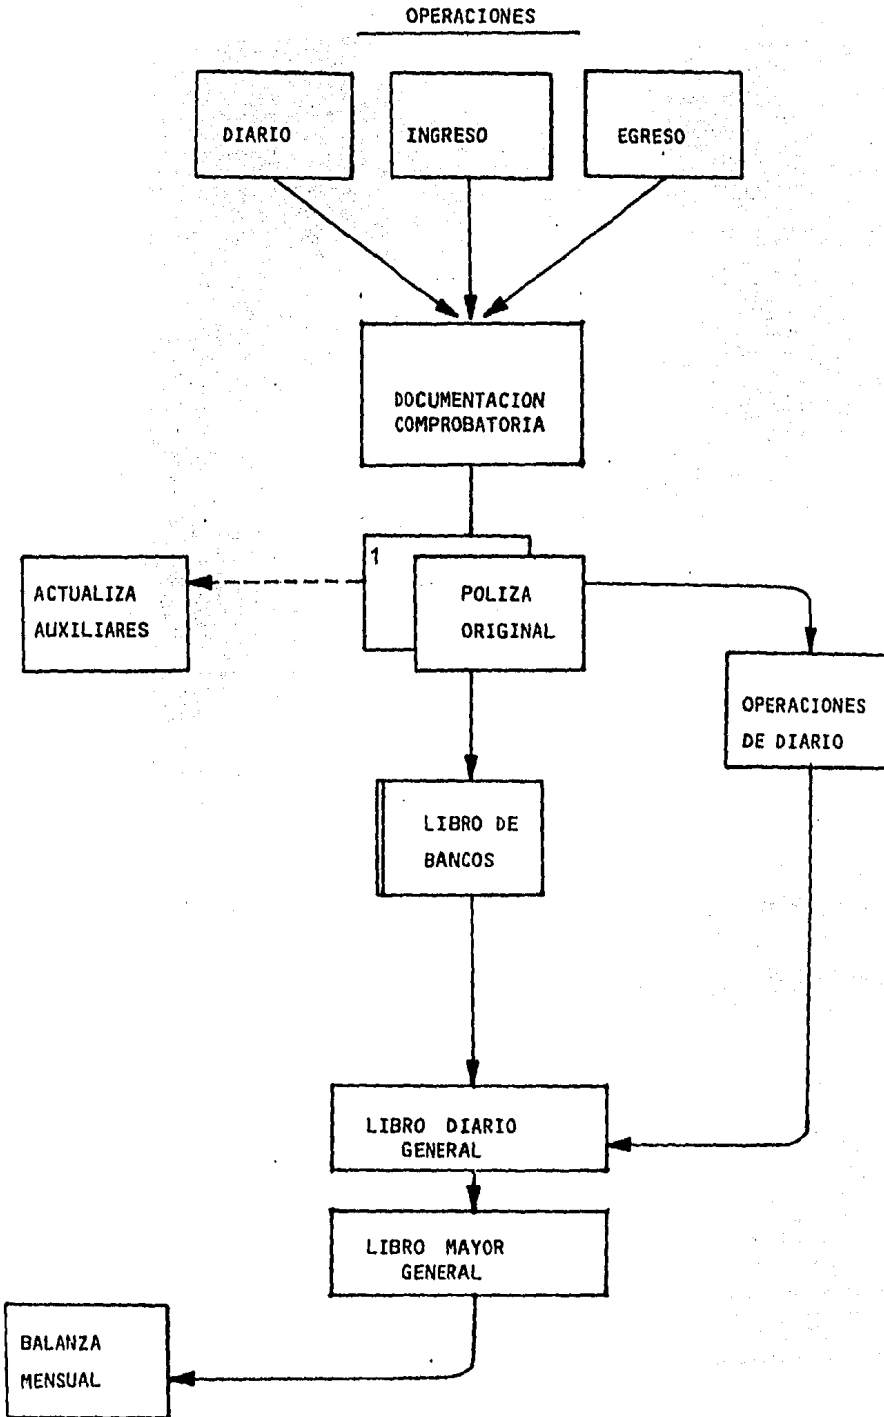 OPERACIONES
DIARIO
INGRESO
EGRESO
DOCUMENTACION
COMPROBATORIA
1
POLIZA
ORIGINAL
ACTUALIZA
AUXILIARES
OPERACIONES
DE DIARIO
LIBRO DE
BANCOS
LIBRO DIARIO
GENERAL
LIBRO MAYOR
GENERAL
BALANZA
MENSUAL